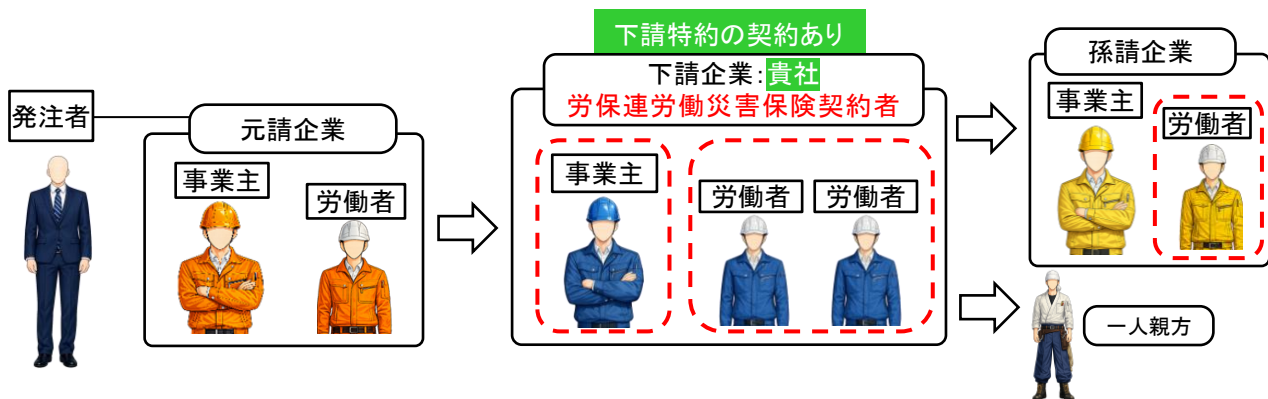 下請特約の契約あり
下請企業:貴社
労保連労働災害保険契約者
発注者
元請企業
事業主
労働者
事業主
労働者
労働者
孫請企業
事業主
労働者
一人親方